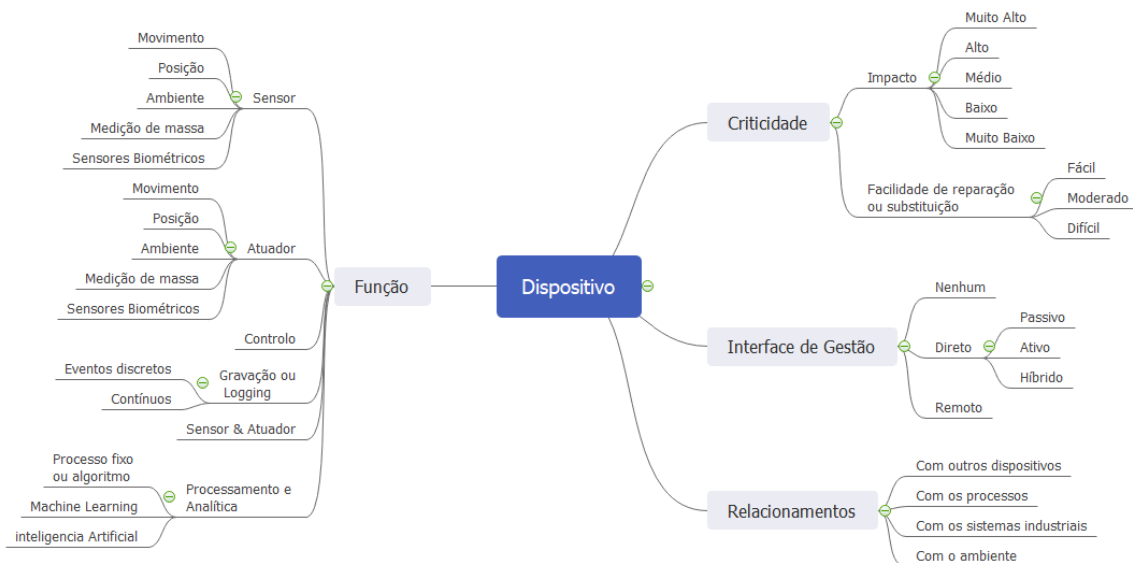 Dispositivo
Função
Sensor
Movimento
Posição
Ambiente
Medição de massa
Sensores Biométricos
Atuador
Movimento
Posição
Ambiente
Medição de massa
Sensores Biométricos
Controlo
Gravação ou
Logging
Eventos discretos
Contínuos
Sensor & Atuador
Processamento e
Analítica
Processo fixo
ou algoritmo
Machine Learning
inteligencia Artificial
Criticidade
Impacto
Muito Alto
Alto
Médio
Baixo
Muito Baixo
Facilidade de reparação
ou substituição
Fácil
Moderado
Difícil
Interface de Gestão
Nenhum
Direto
Passivo
Ativo
Híbrido
Remoto
Relacionamentos
Com outros dispositivos
Com os processos
Com os sistemas industriais
Com o ambiente